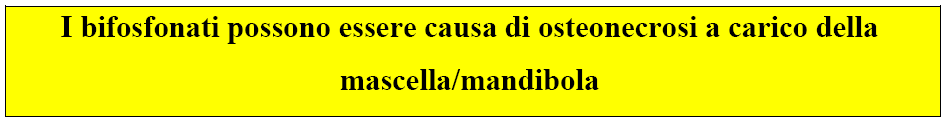 I bifosfonati possono essere causa di osteonecrosi a carico della
mascella/mandibola